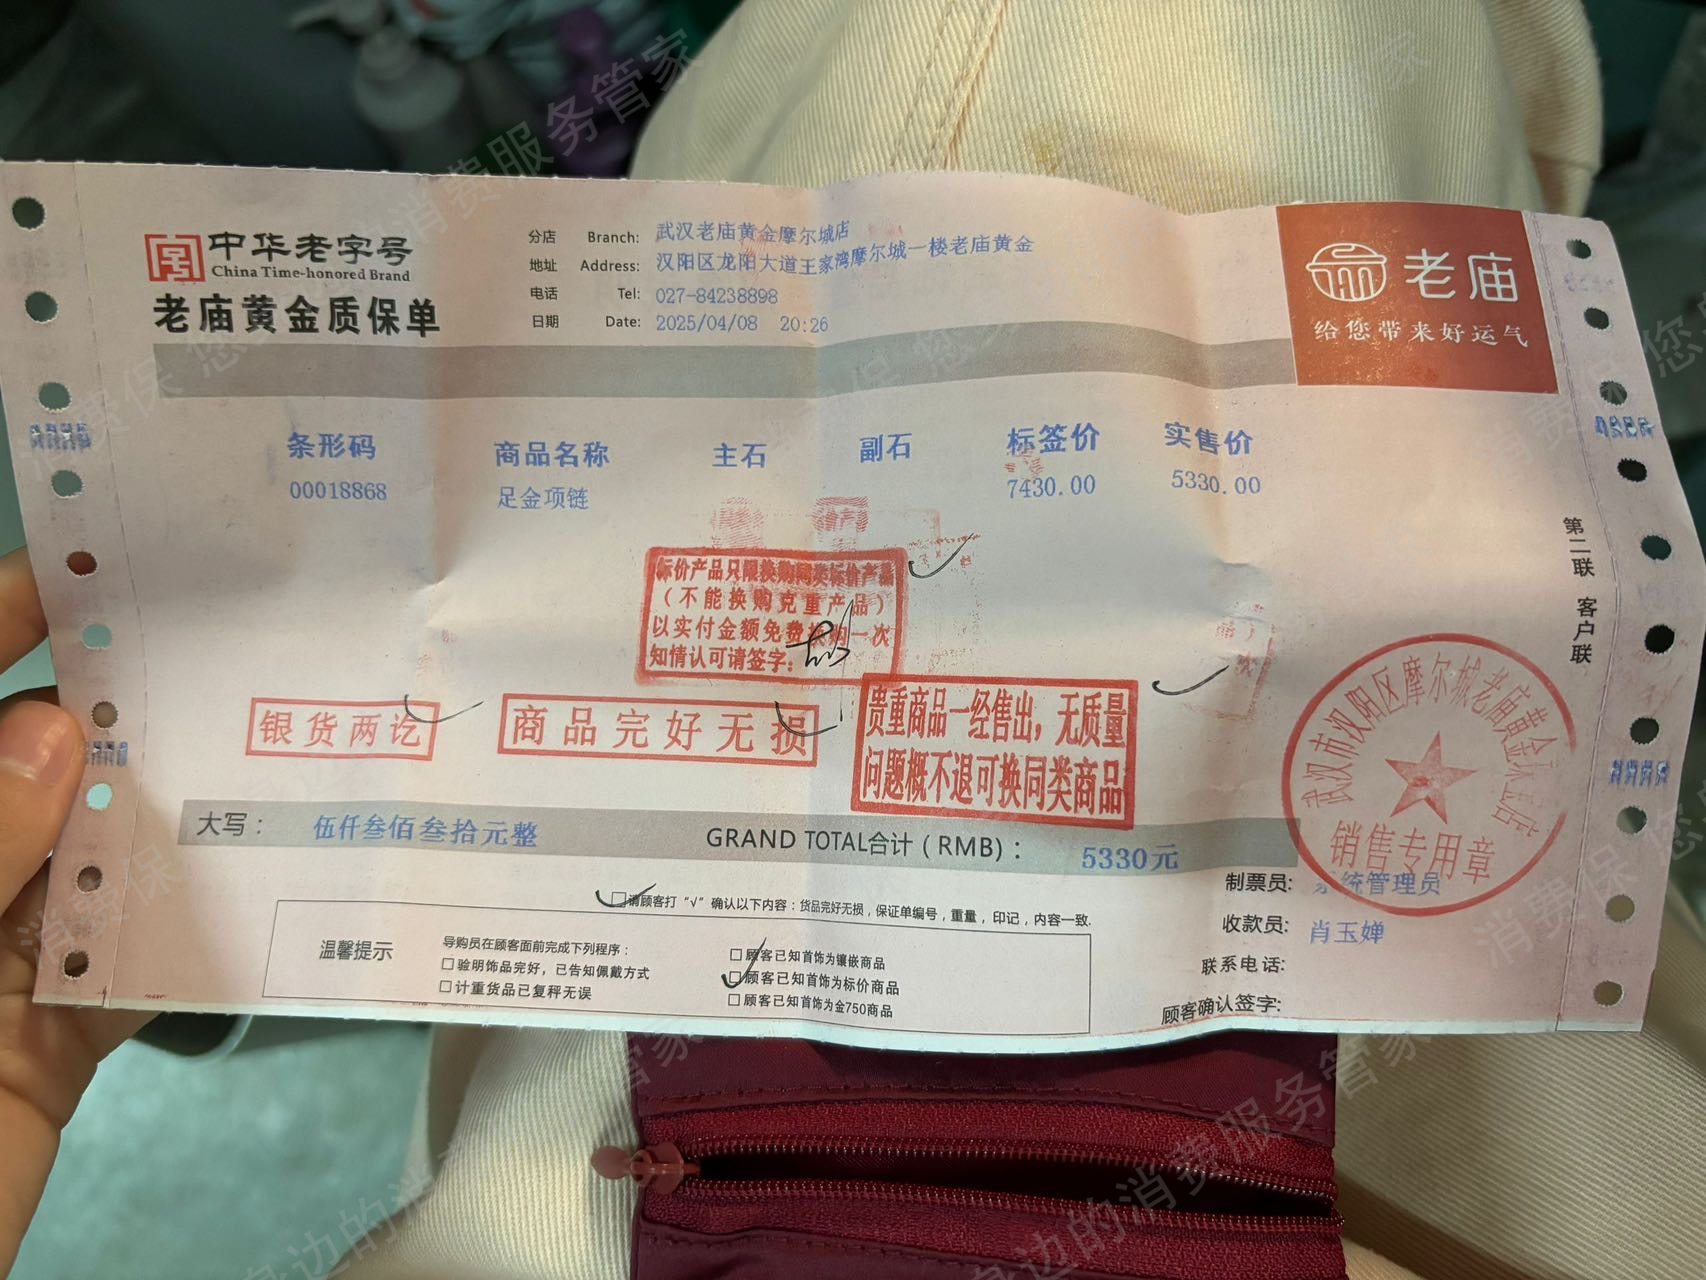 中华老字号
China Time-honored Brand
老庙黄金质保单
分店 Branch: 武汉老庙黄金摩尔城店
地址 Address: 汉阳区龙阳大道王家湾摩尔城一楼老庙黄金
电话 Tel: 027-84238898
日期 Date: 2025/04/08 20:26
老庙
给您带来好运气
条形码 商品名称 主石 副石 标签价 实售价
00018868 足金项链 7430.00 5330.00
标价产品只限换购同类标价产品
(不能换购克重产品)
以实付金额免费换购一次
知情认可请签字:
银货两讫
商品完好无损
贵重商品一经售出,无质量
问题概不退可换同类商品
第二联 客户联
销售专用章
大写: 伍仟叁佰叁拾元整 GRAND TOTAL合计(RMB): 5330元
制票员: 系统管理员
收款员: 肖玉婵
联系电话:
顾客确认签字:
□请顾客打“√”确认以下内容:货品完好无损,保证单编号,重量,印记,内容一致.
温馨提示
导购员在顾客面前完成下列程序:
□验明饰品完好,已告知佩戴方式
□计重货品已复秤无误
□顾客已知首饰为镶嵌商品
□顾客已知首饰为标价商品
□顾客已知首饰为金750商品
消费保 您身边的消费服务管家